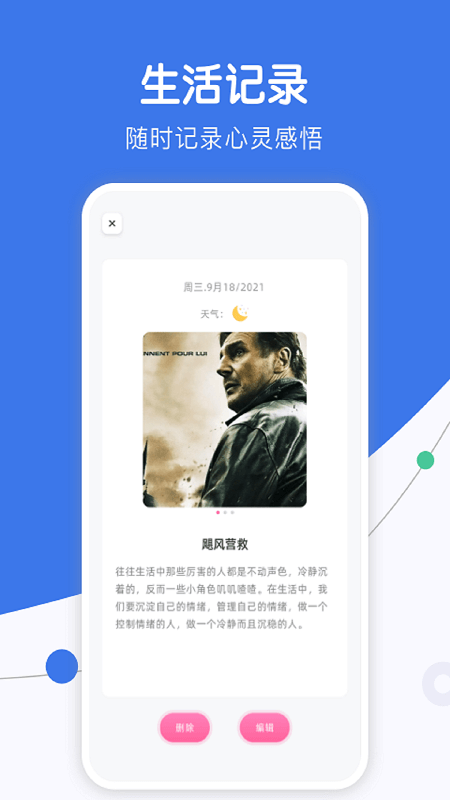 生活记录
随时记录心灵感悟
×
周三.9月18/2021
天气：
NNENT POUR LUI
飓风营救
往往生活中那些厉害的人都是不动声色，冷静沉
着的，反而一些小角色叽叽喳喳。在生活中，我
们要沉淀自己的情绪，管理自己的情绪，做一个
控制情绪的人，做一个冷静而且沉稳的人。
删除
编辑